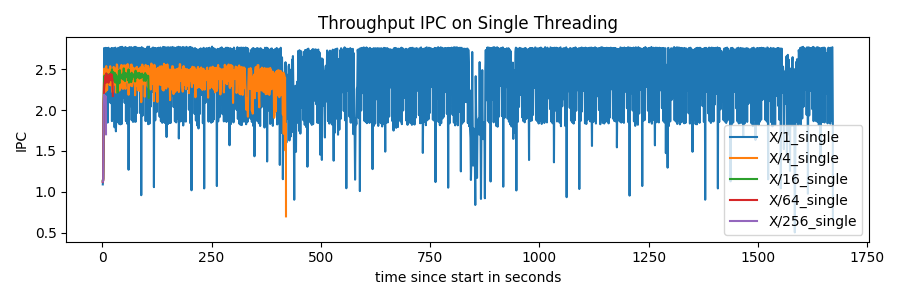 Throughput IPC on Single Threading
IPC
2.5
2.0
1.5
1.0
0.5
X/1_single
X/4_single
X/16_single
X/64_single
X/256_single
0 250 500 750 1000 1250 1500 1750
time since start in seconds